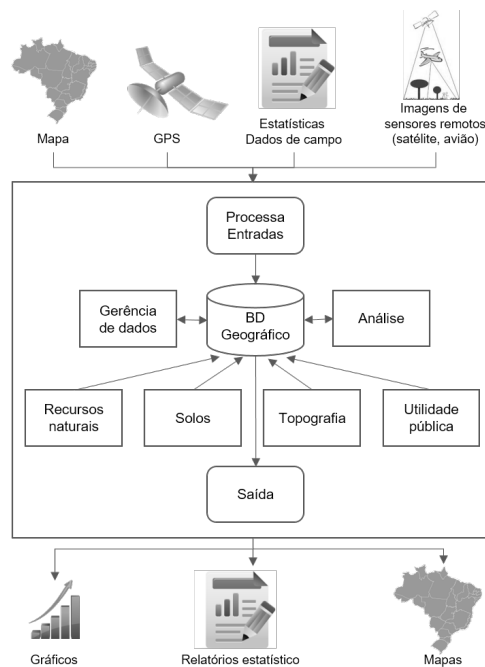 Mapa
GPS
Estatísticas
Dados de campo
Imagens de
sensores remotos
(satélite, avião)
Processa
Entradas
Gerência
de dados
BD
Geográfico
Análise
Recursos
naturais
Solos
Topografia
Utilidade
pública
Saída
Gráficos
Relatórios estatístico
Mapas